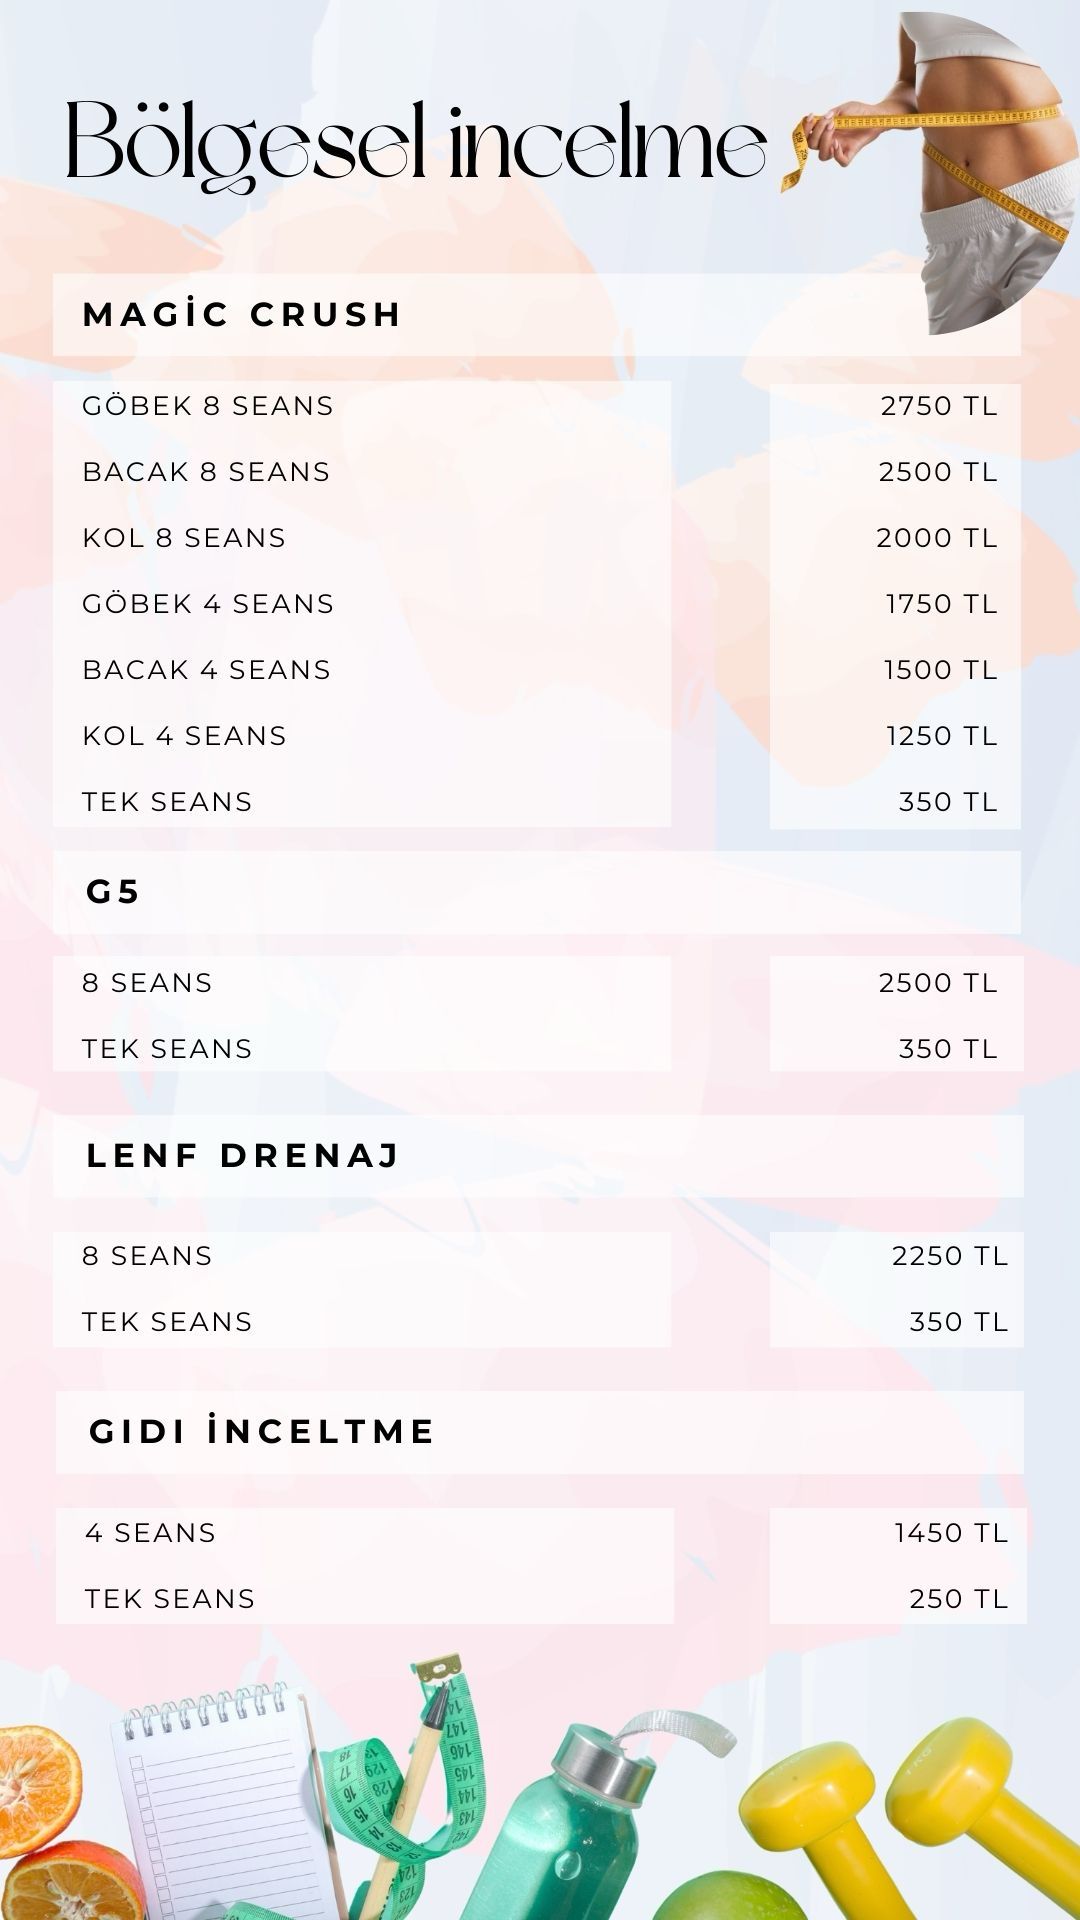 Bölgesel incelme
MAGİC CRUSH
GÖBEK 8 SEANS 2750 TL
BACAK 8 SEANS 2500 TL
KOL 8 SEANS 2000 TL
GÖBEK 4 SEANS 1750 TL
BACAK 4 SEANS 1500 TL
KOL 4 SEANS 1250 TL
TEK SEANS 350 TL
G5
8 SEANS 2500 TL
TEK SEANS 350 TL
LENF DRENAJ
8 SEANS 2250 TL
TEK SEANS 350 TL
GIDI İNCELTME
4 SEANS 1450 TL
TEK SEANS 250 TL